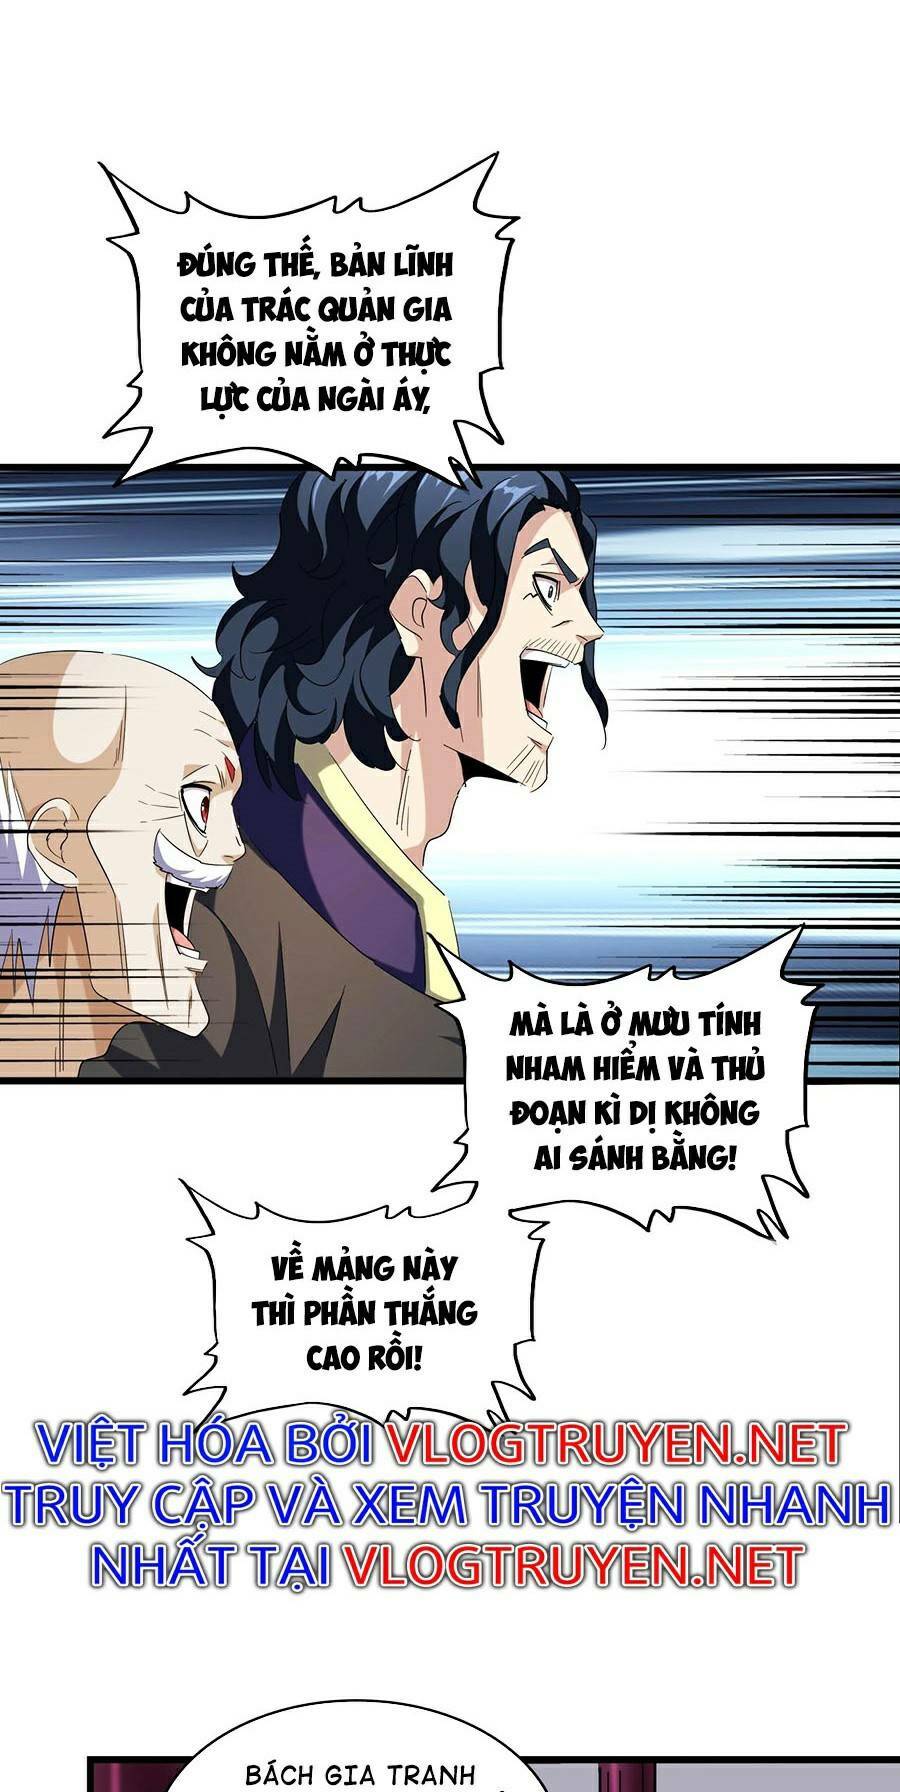 ĐÚNG THẾ, BẢN LĨNH
CỦA TRÁC QUẢN GIA
KHÔNG NẰM Ở THỰC
LỰC CỦA NGÀI ÁY,
MÀ LÀ Ở MƯU TÍNH
NHAM HIỂM VÀ THỦ
ĐOẠN KÌ DỊ KHÔNG
AI SÁNH BẰNG!
VỀ MẢNG NÀY
THÌ PHẦN THẮNG
CAO RỒI!
VIỆT HÓA BỞI VLOGTRUYEN.NET
TRUY CẬP VÀ XEM TRUYỆN NHANH
NHẤT TẠI VLOGTRUYEN.NET
BÁCH GIA TRANH